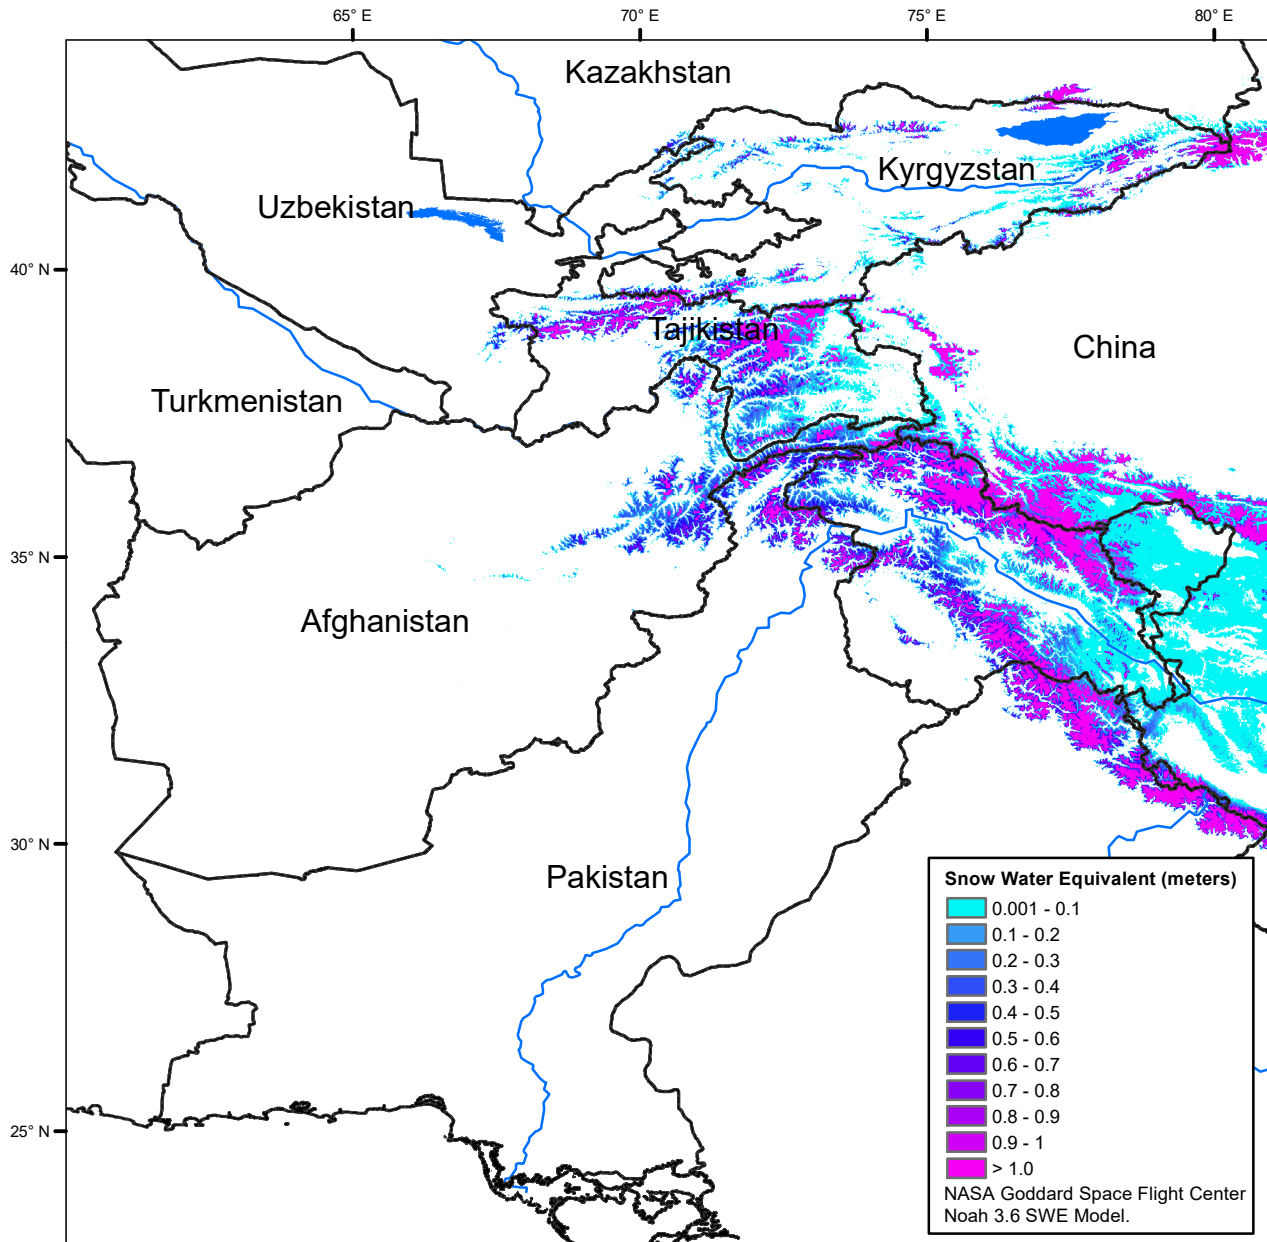 65° E
70° E
75° E
80° E
Kazakhstan
Kyrgyzstan
Uzbekistan
40° N
Tajikistan
China
Turkmenistan
35° N
Afghanistan
30° N
Pakistan
25° N
Snow Water Equivalent (meters)
0.001 - 0.1
0.1 - 0.2
0.2 - 0.3
0.3 - 0.4
0.4 - 0.5
0.5 - 0.6
0.6 - 0.7
0.7 - 0.8
0.8 - 0.9
0.9 - 1
> 1.0
NASA Goddard Space Flight Center
Noah 3.6 SWE Model.